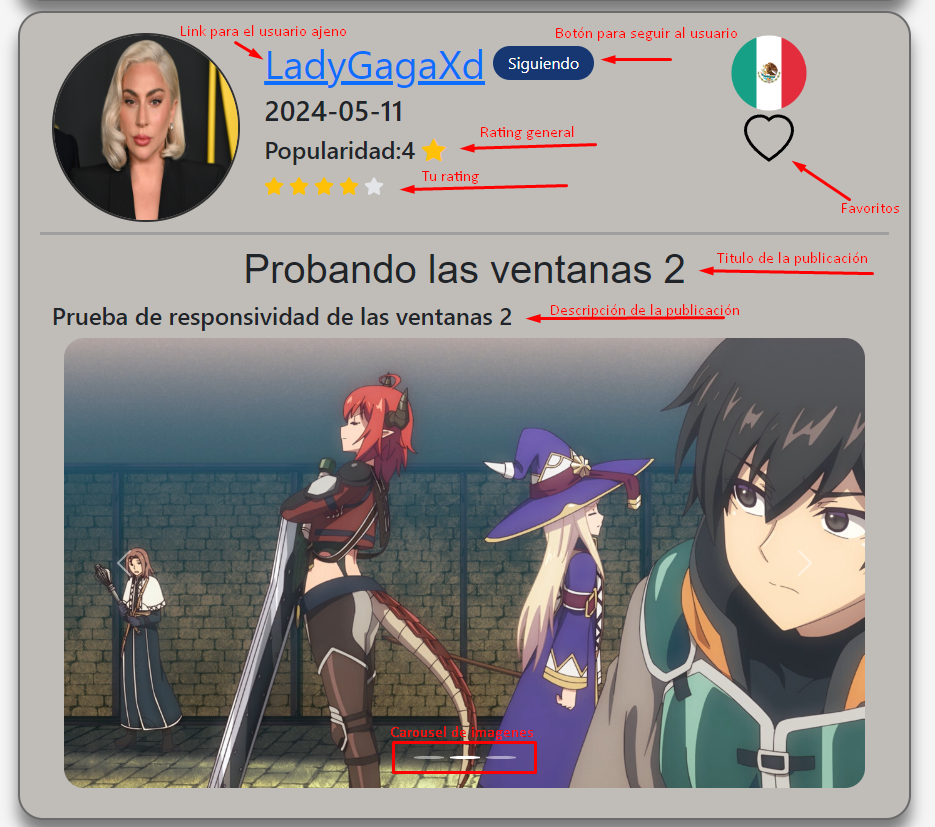 Link para el usuario ajeno
Botón para seguir al usuario
LadyGagaXd
Siguiendo
2024-05-11
Rating general
Popularidad:4
Tu rating
Favoritos
Probando las ventanas 2
Titulo de la publicación
Descripción de la publicación
Prueba de responsividad de las ventanas 2
Carousel de imagenes